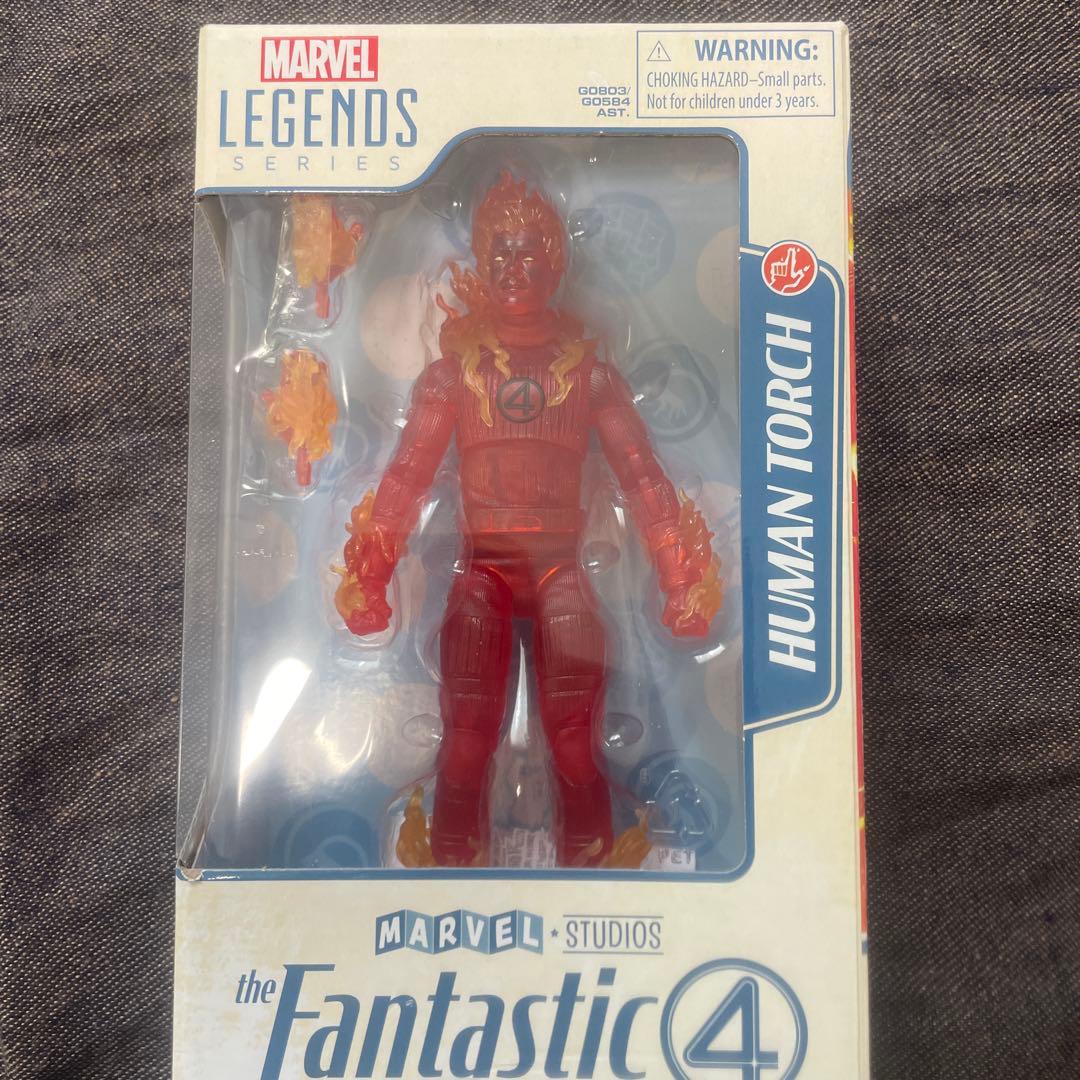 MARVEL
LEGENDS
SERIES
G0803/
G0584
AST.
WARNING:
CHOKING HAZARD–Small parts.
Not for children under 3 years.
4
HUMAN TORCH
PET
MARVEL STUDIOS
the Fantastic 4